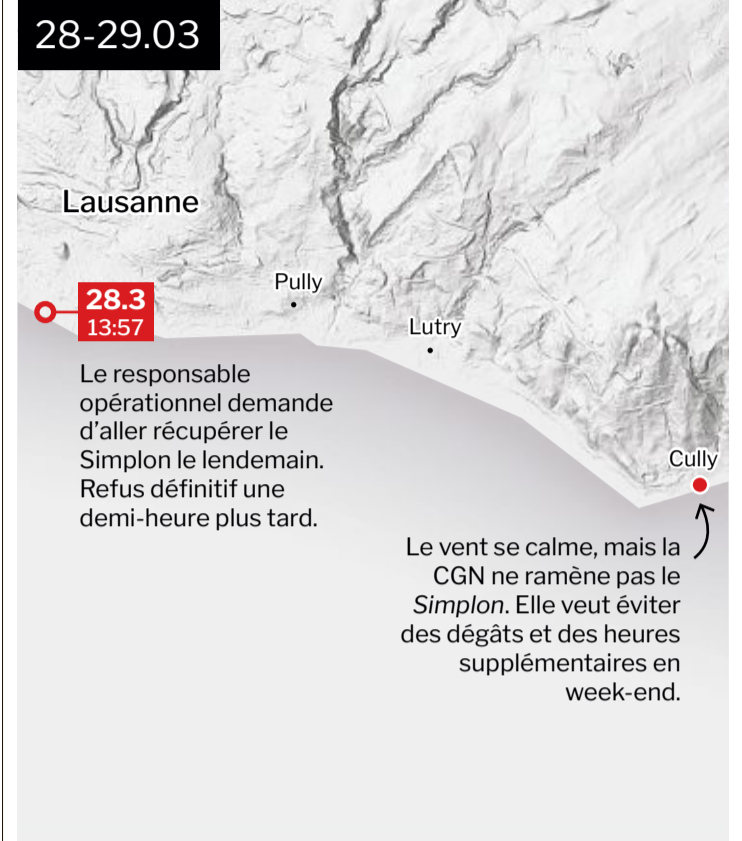 28-29.03
Lausanne
Pully
28.3
13:57
Lutry
Le responsable
opérationnel demande
d’aller récupérer le
Simplon le lendemain.
Refus définitif une
demi-heure plus tard.
Cully
Le vent se calme, mais la
CGN ne ramène pas le
Simplon. Elle veut éviter
des dégâts et des heures
supplémentaires en
week-end.